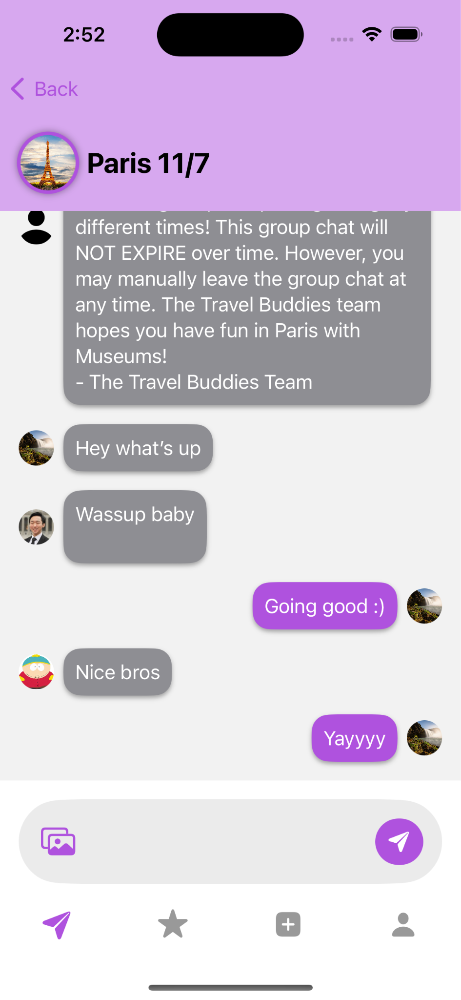 2:52
Back
Paris 11/7
different times! This group chat will
NOT EXPIRE over time. However, you
may manually leave the group chat at
any time. The Travel Buddies team
hopes you have fun in Paris with
Museums!
- The Travel Buddies Team
Hey what’s up
Wassup baby
Going good :)
Nice bros
Yayyyy